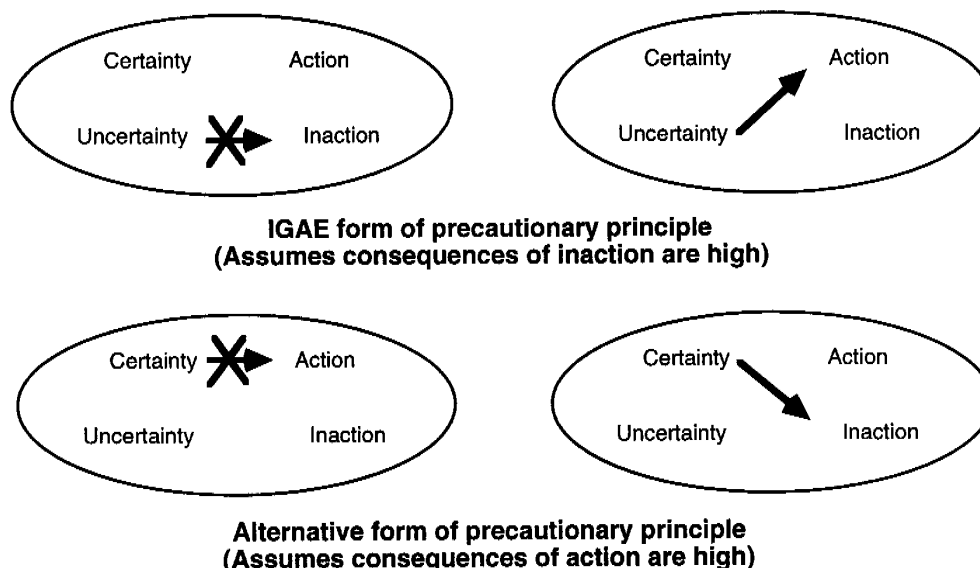 Certainty Action
Uncertainty Inaction
Certainty Action
Uncertainty Inaction
IGAE form of precautionary principle
(Assumes consequences of inaction are high)
Certainty Action
Uncertainty Inaction
Certainty Action
Uncertainty Inaction
Alternative form of precautionary principle
(Assumes consequences of action are high)